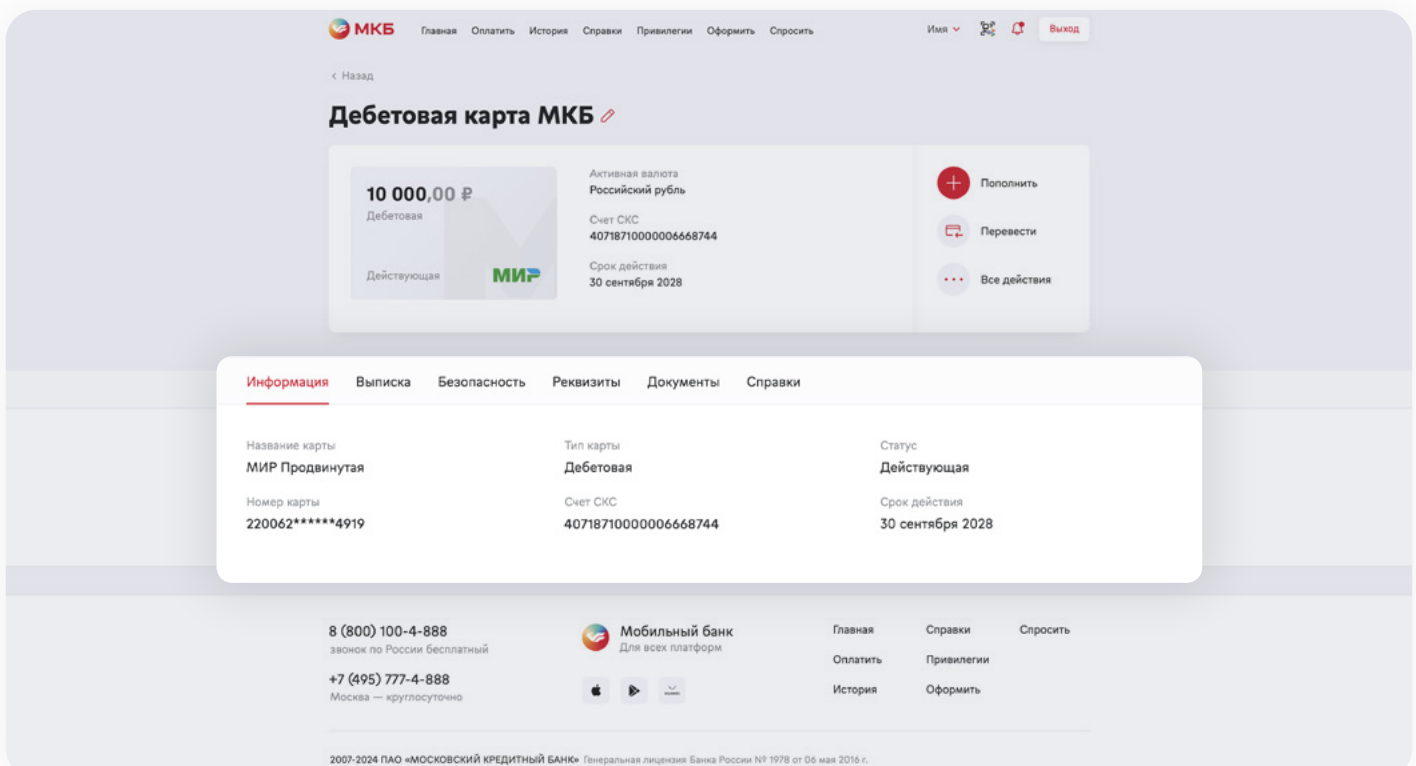 МКБ Главная Оплатить История Справки Привилегии Оформить Спросить Имя Выход
< Назад
Дебетовая карта МКБ
10 000,00 ₽
Дебетовая
Действующая МИР
Активная валюта
Российский рубль
Счет СКС
40718710000006668744
Срок действия
30 сентября 2028
Пополнить
Перевести
Все действия
Информация Выписка Безопасность Реквизиты Документы Справки
Название карты Тип карты Статус
МИР Продвинутая Дебетовая Действующая
Номер карты Счет СКС Срок действия
220062******4919 40718710000006668744 30 сентября 2028
8 (800) 100-4-888
звонок по России бесплатный
+7 (495) 777-4-888
Москва — круглосуточно
Мобильный банк
Для всех платформ
Главная Справки Спросить
Оплатить Привилегии
История Оформить
2007-2024 ПАО «МОСКОВСКИЙ КРЕДИТНЫЙ БАНК» Генеральная лицензия Банка России № 1978 от 06 мая 2016 г.